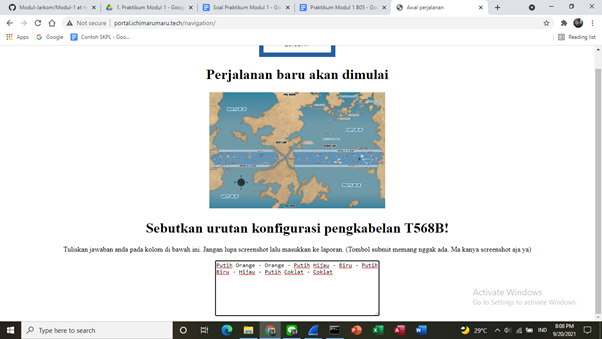 Modul-Jarkom/Modul-1 at m
1. Praktikum Modul 1 - Goog
Soal Praktikum Modul 1 - Goo
Praktikum Modul 1 B05 - Goo
Awal perjalanan
Not secure | portal.ichimarumaru.tech/navigation/
Apps
Google
Contoh SKPL - Goo...
Reading list
Perjalanan baru akan dimulai
Sebutkan urutan konfigurasi pengkabelan T568B!
Tuliskan jawaban anda pada kolom di bawah ini. Jangan lupa screenshot lalu masukkan ke laporan. (Tombol submit memang nggak ada. Ma kanya screenshot aja ya)
Putih Orange - Orange - Putih Hijau - Biru - Putih
Biru - Hijau - Putih Coklat - Coklat
Activate Windows
Go to Settings to activate Windows.
Type here to search
29°C
IND
8:08 PM
9/20/2021